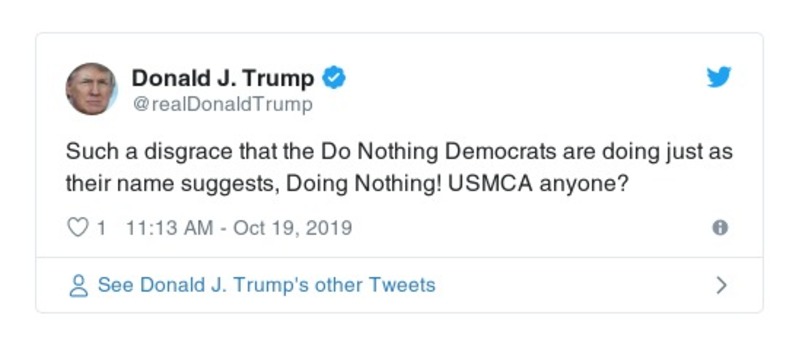 Donald J. Trump
@realDonaldTrump
Such a disgrace that the Do Nothing Democrats are doing just as
their name suggests, Doing Nothing! USMCA anyone?
1 11:13 AM - Oct 19, 2019
See Donald J. Trump's other Tweets